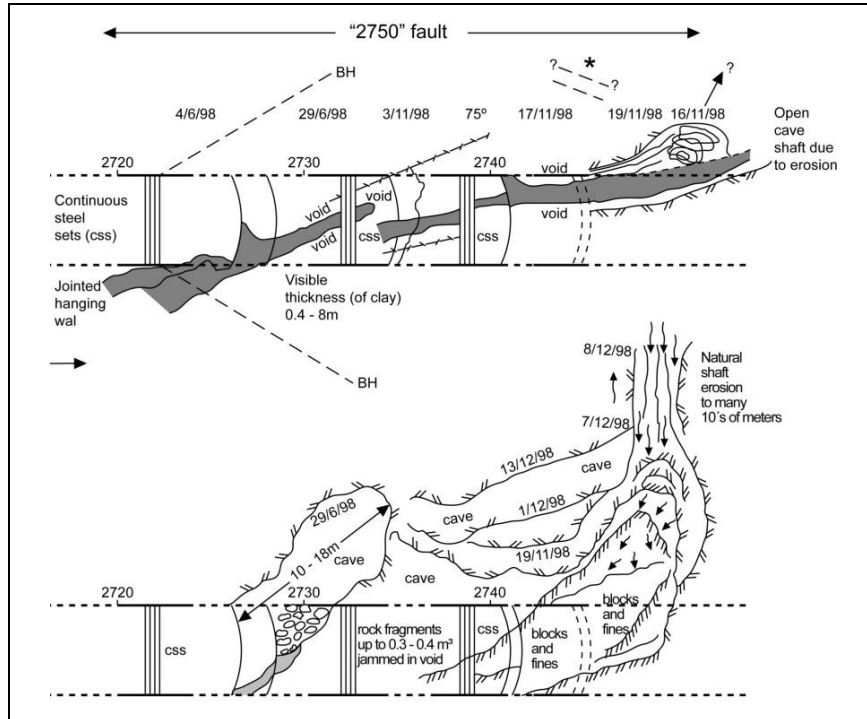 “2750” fault
? * ?
?
BH
4/6/98 29/6/98 3/11/98 75º 17/11/98 19/11/98 16/11/98
Open
cave
shaft due
to erosion
2720 2730 2740
void
Continuous
steel
sets (css)
void
void
void
css
css
void
Jointed
hanging
wal
Visible
thickness (of clay)
0.4 - 8m
BH
8/12/98
Natural
shaft
erosion
to many
10´s of meters
7/12/98
13/12/98
cave
1/12/98
cave
19/11/98
29/6/98
10 - 18m
cave
cave
2720 2730 2740
css
rock fragments
up to 0.3 - 0.4 m³
jammed in void
css
blocks
and
fines
blocks
and
fines